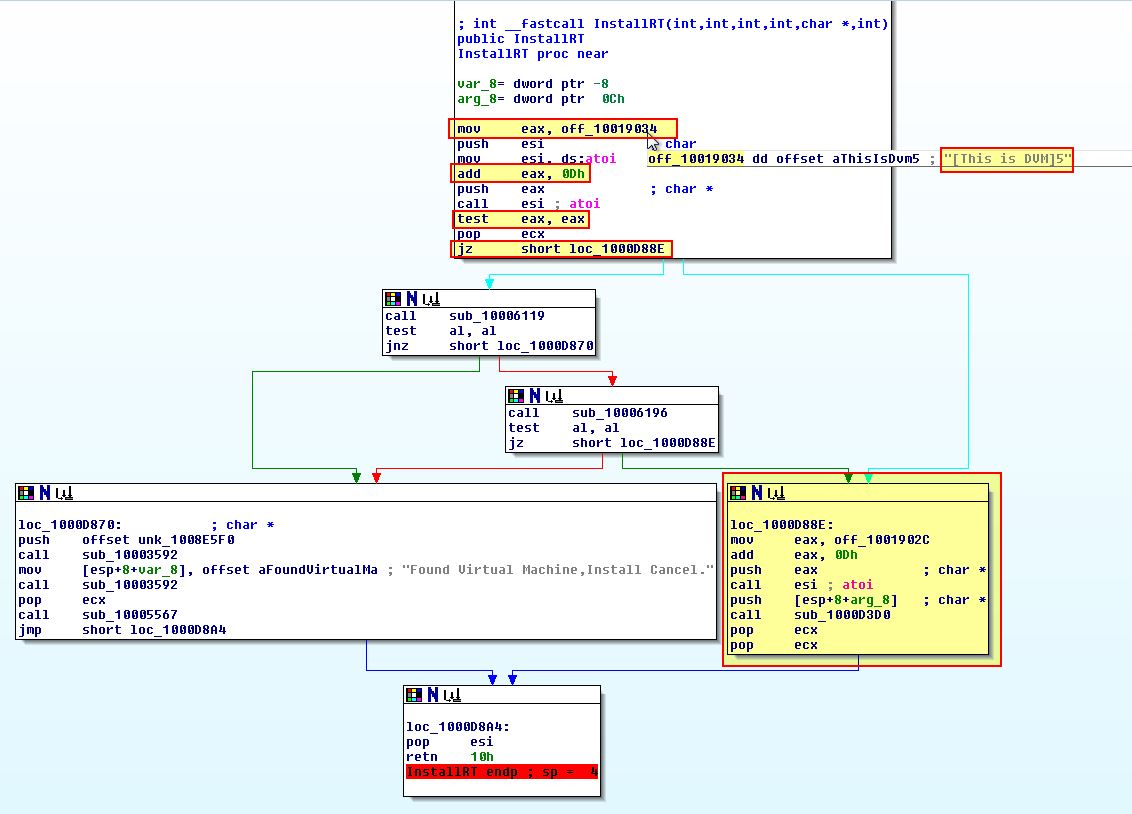 ; int __fastcall InstallRT(int,int,int,int,char *,int)
public InstallRT
InstallRT proc near
var_8= dword ptr -8
arg_8= dword ptr  0Ch
mov     eax, off_10019034
push    esi             ; char
mov     esi, ds:atoi
off_10019034 dd offset aThisIsDvm5 ; "[This is DVM]5"
add     eax, 0Dh
push    eax             ; char *
call    esi ; atoi
test    eax, eax
pop     ecx
jz      short loc_1000D88E
call    sub_10006119
test    al, al
jnz     short loc_1000D870
call    sub_10006196
test    al, al
jz      short loc_1000D88E
loc_1000D870:           ; char *
push    offset unk_1008E5F0
call    sub_10003592
mov     [esp+8+var_8], offset aFoundVirtualMa ; "Found Virtual Machine,Install Cancel."
call    sub_10003592
pop     ecx
call    sub_10005567
jmp     short loc_1000D8A4
loc_1000D88E:
mov     eax, off_1001902C
add     eax, 0Dh
push    eax             ; char *
call    esi ; atoi
push    [esp+8+arg_8]   ; char *
call    sub_1000D3D0
pop     ecx
pop     ecx
loc_1000D8A4:
pop     esi
retn    10h
InstallRT endp ; sp =  4